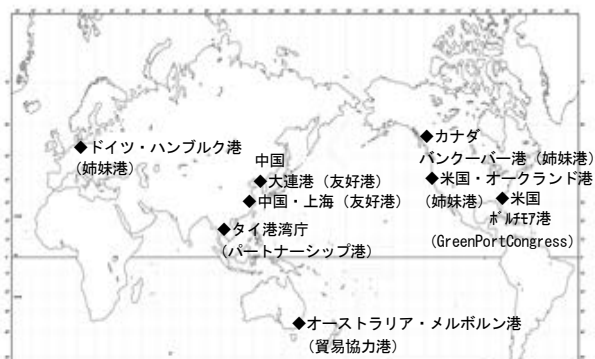 ◆ドイツ・ハンブルク港
(姉妹港)
中国
◆大連港（友好港）
◆中国・上海（友好港）
◆タイ港湾庁
(パートナーシップ港)
◆カナダ
バンクーバー港（姉妹港）
◆米国・オークランド港
(姉妹港)
◆米国
ﾎﾞﾙﾁﾓｱ港
(GreenPortCongress)
◆オーストラリア・メルボルン港
(貿易協力港)